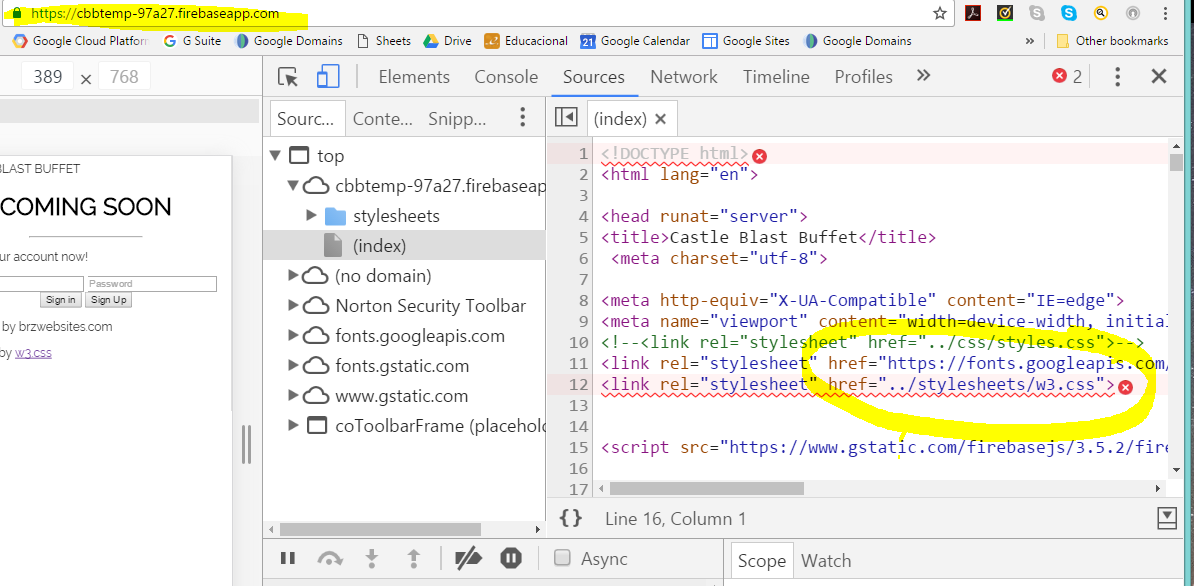 https://cbbtemp-97a27.firebaseapp.com
Google Cloud Platform G Suite Google Domains Sheets Drive Educacional 21 Google Calendar Google Sites Google Domains » Other bookmarks
389 × 768
Elements Console Sources Network Timeline Profiles » 2
Sourc... Conte... Snipp...
(index)
BLAST BUFFET
COMING SOON
ur account now!
Password
Sign in Sign Up
by brzwebsites.com
by w3.css
top
cbbtemp-97a27.firebaseap
stylesheets
(index)
(no domain)
Norton Security Toolbar
fonts.googleapis.com
fonts.gstatic.com
www.gstatic.com
coToolbarFrame (placehold
1 <!DOCTYPE html>
2 <html lang="en">
3
4 <head runat="server">
5 <title>Castle Blast Buffet</title>
6 <meta charset="utf-8">
7
8 <meta http-equiv="X-UA-Compatible" content="IE=edge">
9 <meta name="viewport" content="width=device-width, initial
10 <!--<link rel="stylesheet" href="../css/styles.css">-->
11 <link rel="stylesheet" href="https://fonts.googleapis.com/
12 <link rel="stylesheet" href="../stylesheets/w3.css">
13
14
15 <script src="https://www.gstatic.com/firebasejs/3.5.2/fire
16
17
{} Line 16, Column 1
Async
Scope Watch